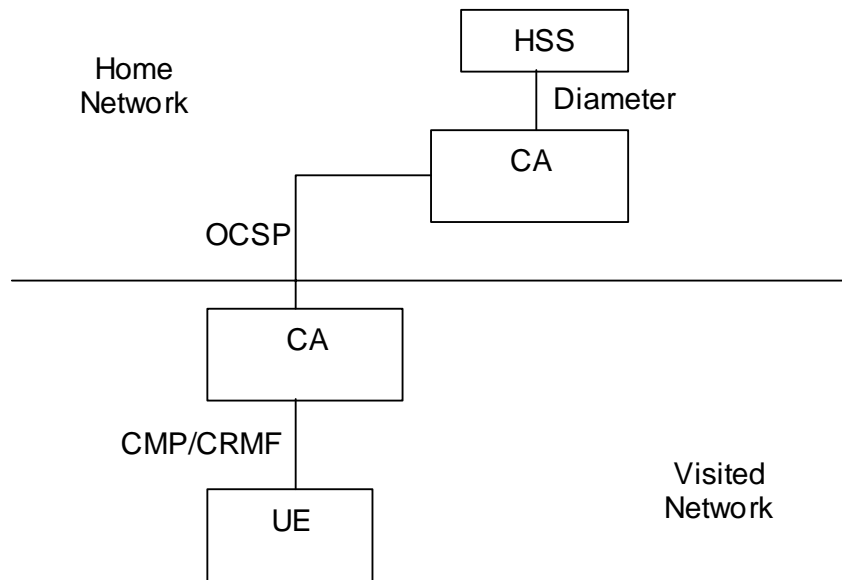 HSS
Home
Network
Diameter
CA
OCSP
CA
CMP/CRMF
Visited
Network
UE